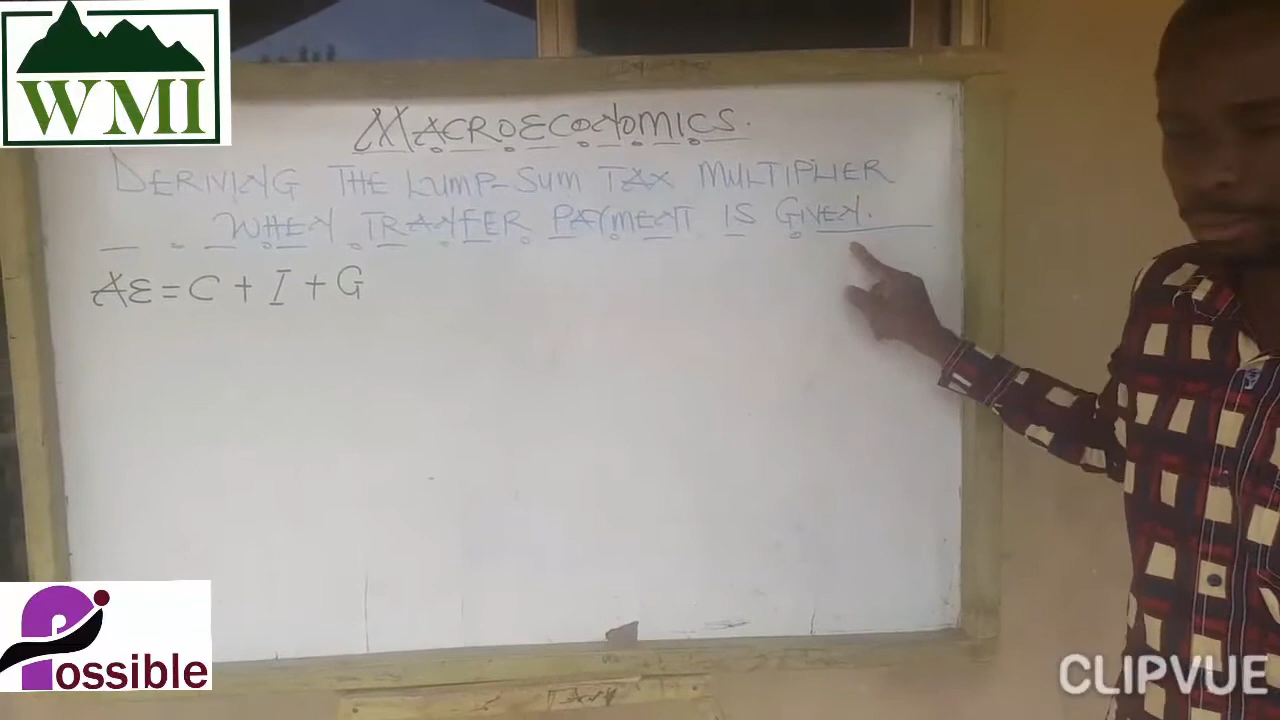 WMI
MACROECONOMICS.
DERIVING THE LUMP-SUM TAX MULTIPLIER
WHEN TRANSFER PAYMENT IS GIVEN.
AE = C + I + G
Possible
CLIPVUE